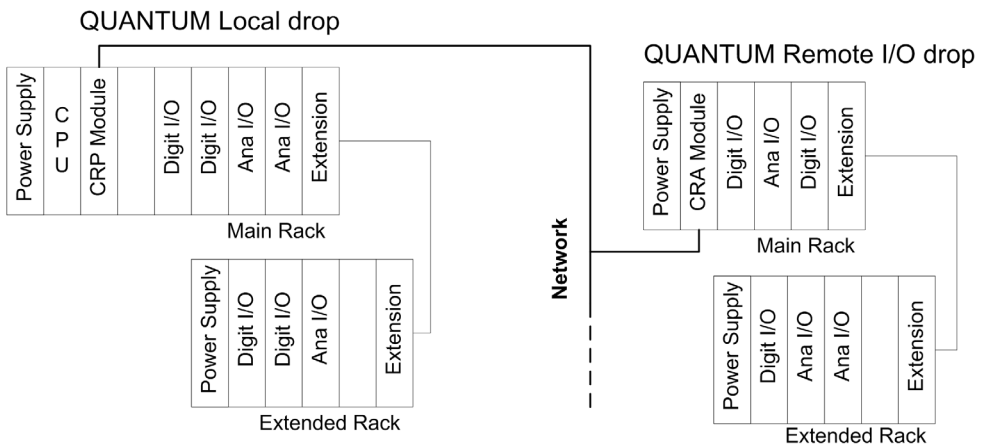 QUANTUM Local drop
Power Supply
CPU
CRP Module
Digit I/O
Digit I/O
Ana I/O
Ana I/O
Extension
Main Rack
Power Supply
Digit I/O
Digit I/O
Ana I/O
Extension
Extended Rack
Network
QUANTUM Remote I/O drop
Power Supply
CRA Module
Digit I/O
Ana I/O
Digit I/O
Extension
Main Rack
Power Supply
Digit I/O
Ana I/O
Ana I/O
Extension
Extended Rack